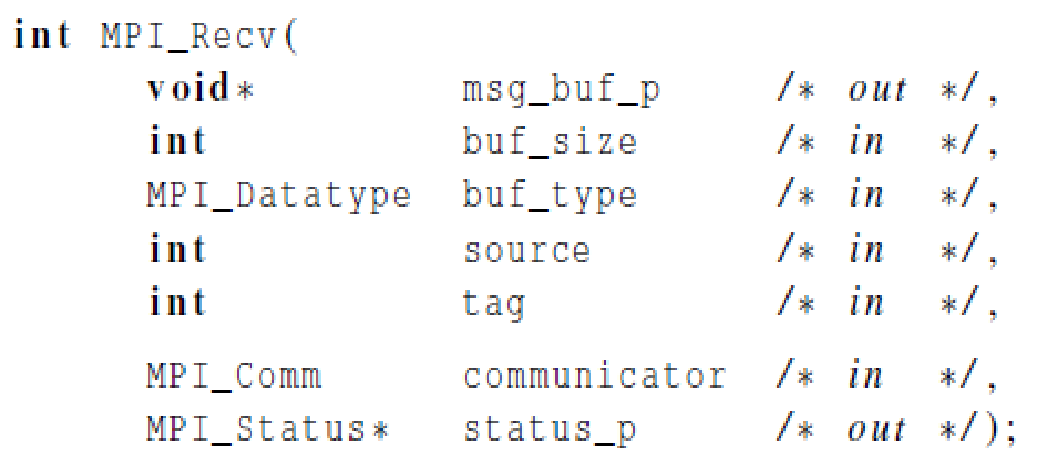 int MPI_Recv(
void* msg_buf_p /* out */,
int buf_size /* in */,
MPI_Datatype buf_type /* in */,
int source /* in */,
int tag /* in */,
MPI_Comm communicator /* in */,
MPI_Status* status_p /* out */);